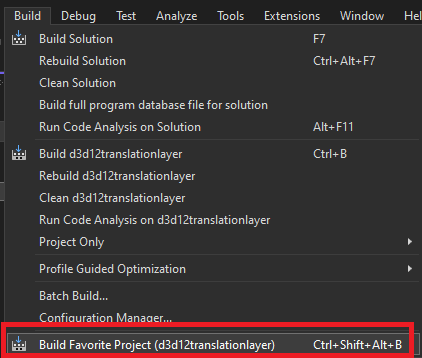 Build Debug Test Analyze Tools Extensions Window Hel
Build Solution F7
Rebuild Solution Ctrl+Alt+F7
Clean Solution
Build full program database file for solution
Run Code Analysis on Solution Alt+F11
Build d3d12translationlayer Ctrl+B
Rebuild d3d12translationlayer
Clean d3d12translationlayer
Run Code Analysis on d3d12translationlayer
Project Only
Profile Guided Optimization
Batch Build...
Configuration Manager...
Build Favorite Project (d3d12translationlayer) Ctrl+Shift+Alt+B